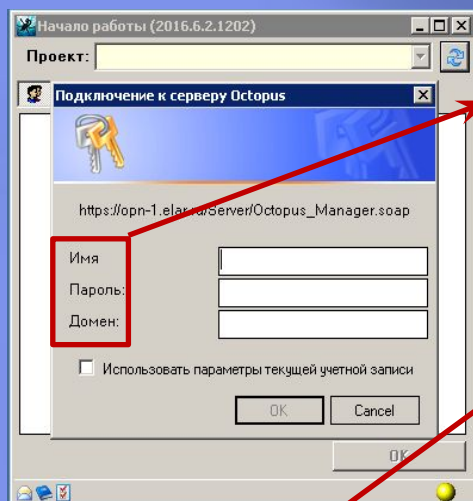 Начало работы (2016.6.2.1202)
Проект:
Подключение к серверу Octopus
https://opn-1.elar.ru/Server/Octopus_Manager.soap
Имя
Пароль:
Домен:
Использовать параметры текущей учетной записи
OK Cancel
OK